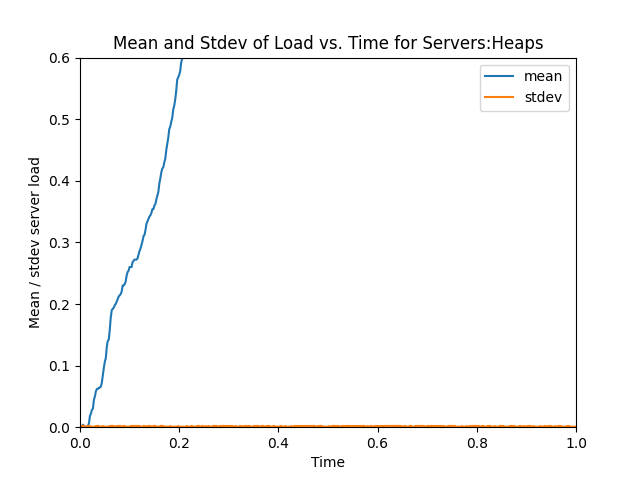 Mean and Stdev of Load vs. Time for Servers:Heaps
mean
stdev
Mean / stdev server load
0.6
0.5
0.4
0.3
0.2
0.1
0.0
0.0 0.2 0.4 0.6 0.8 1.0
Time